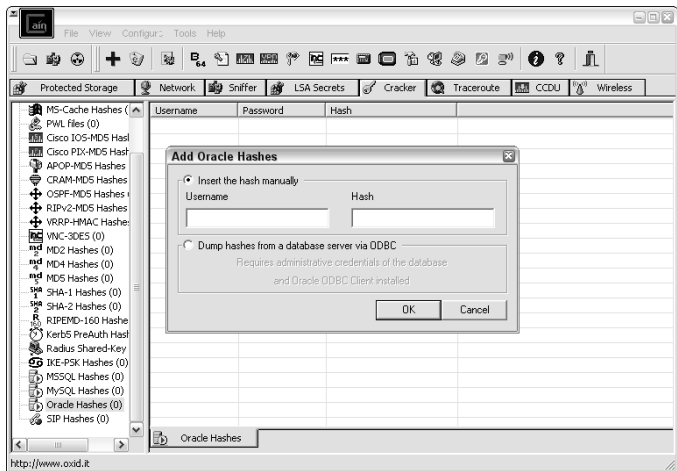 aın
File View Configur: Tools Help
B₆₄
***
Protected Storage Network Sniffer LSA Secrets Cracker Traceroute CCDU Wireless
MS-Cache Hashes (
PWL files (0)
Cisco IOS-MD5 Hasl
Cisco PIX-MD5 Hash
APOP-MD5 Hashes
CRAM-MD5 Hashes
OSPF-MD5 Hashes (
RIPv2-MD5 Hashes
VRRP-HMAC Hashe:
VNC-3DES (0)
MD2 Hashes (0)
MD4 Hashes (0)
MD5 Hashes (0)
SHA-1 Hashes (0)
SHA-2 Hashes (0)
RIPEMD-160 Hashe
Kerb5 PreAuth Hash
Radius Shared-Key
IKE-PSK Hashes (0)
MSSQL Hashes (0)
MySQL Hashes (0)
Oracle Hashes (0)
SIP Hashes (0)
Username Password Hash
Add Oracle Hashes
Insert the hash manually
Username Hash
Dump hashes from a database server via ODBC
Requires administrative credentials of the database
and Oracle ODBC Client installed
OK Cancel
Oracle Hashes
http://www.oxid.it